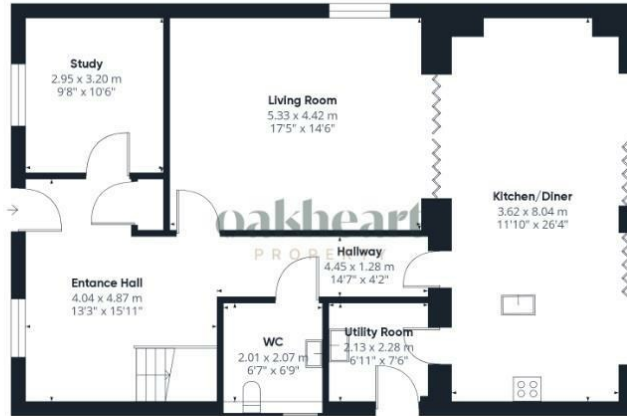 Study
2.95 x 3.20 m
9'8" x 10'6"
Living Room
5.33 x 4.42 m
17'5" x 14'6"
Kitchen/Diner
3.62 x 8.04 m
11'10" x 26'4"
oakheart
PROPERTY
Hallway
4.45 x 1.28 m
14'7" x 4'2"
Entance Hall
4.04 x 4.87 m
13'3" x 15'11"
WC
2.01 x 2.07 m
6'7" x 6'9"
Utility Room
2.13 x 2.28 m
6'11" x 7'6"